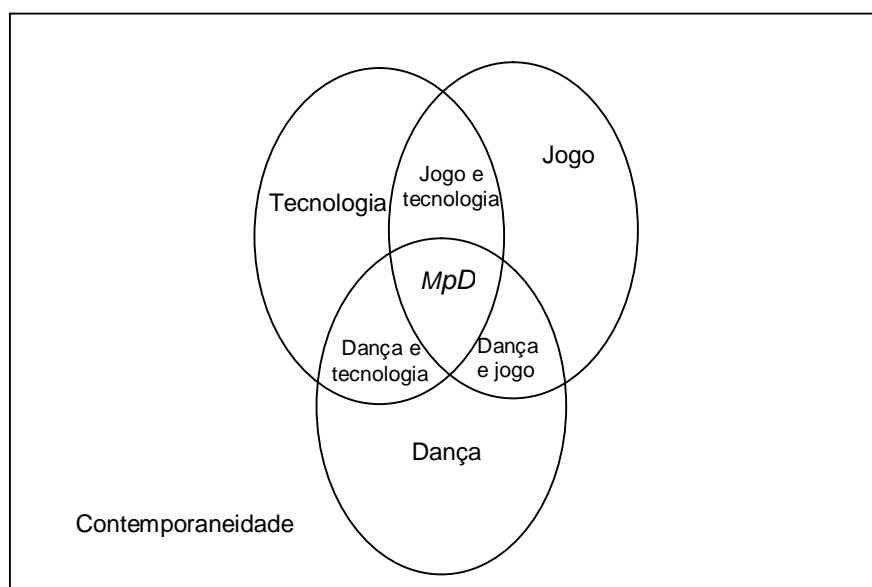 Jogo
Jogo e
tecnologia
Tecnologia
MpD
Dança e
tecnologia
Dança
e jogo
Dança
Contemporaneidade